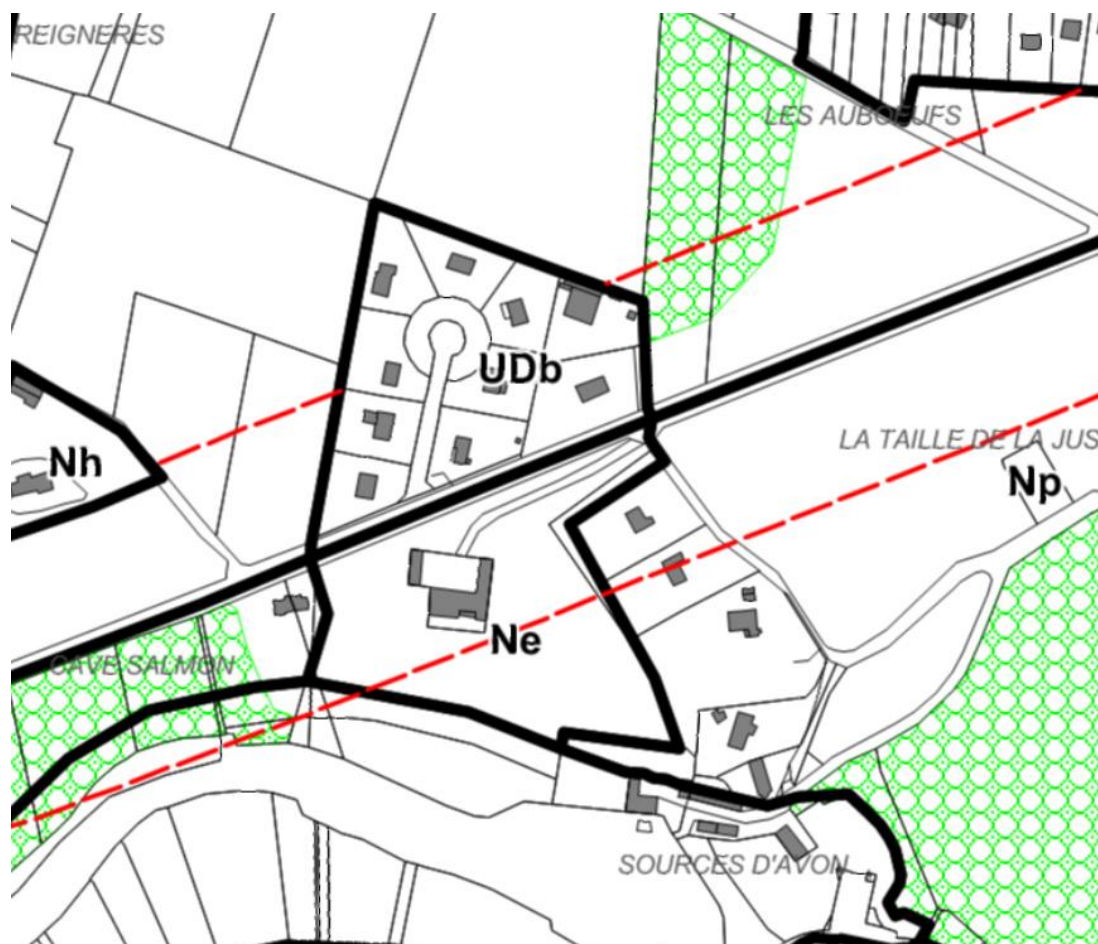 REIGNERES
LES AUBOEUFS
UDb
Nh
LA TAILLE DE LA JUS
Np
Ne
CAVE SALMON
SOURCES D'AVON